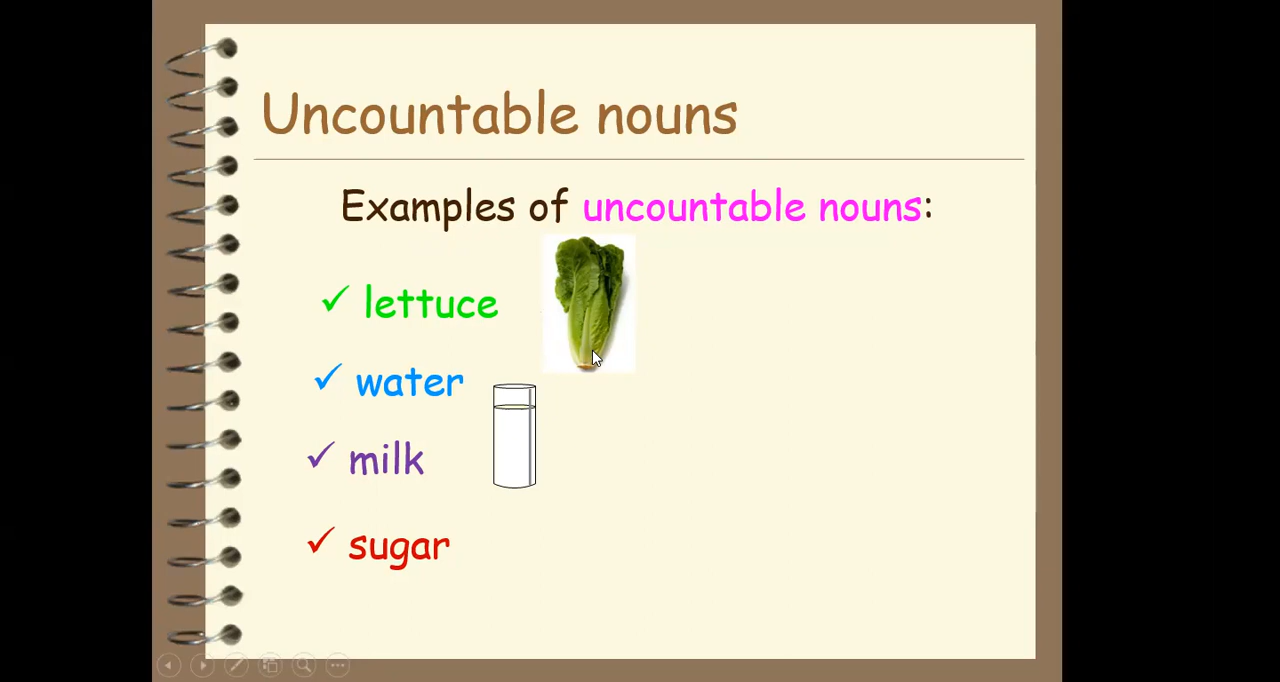 Uncountable nouns
Examples of uncountable nouns:
✓ lettuce
✓ water
✓ milk
✓ sugar